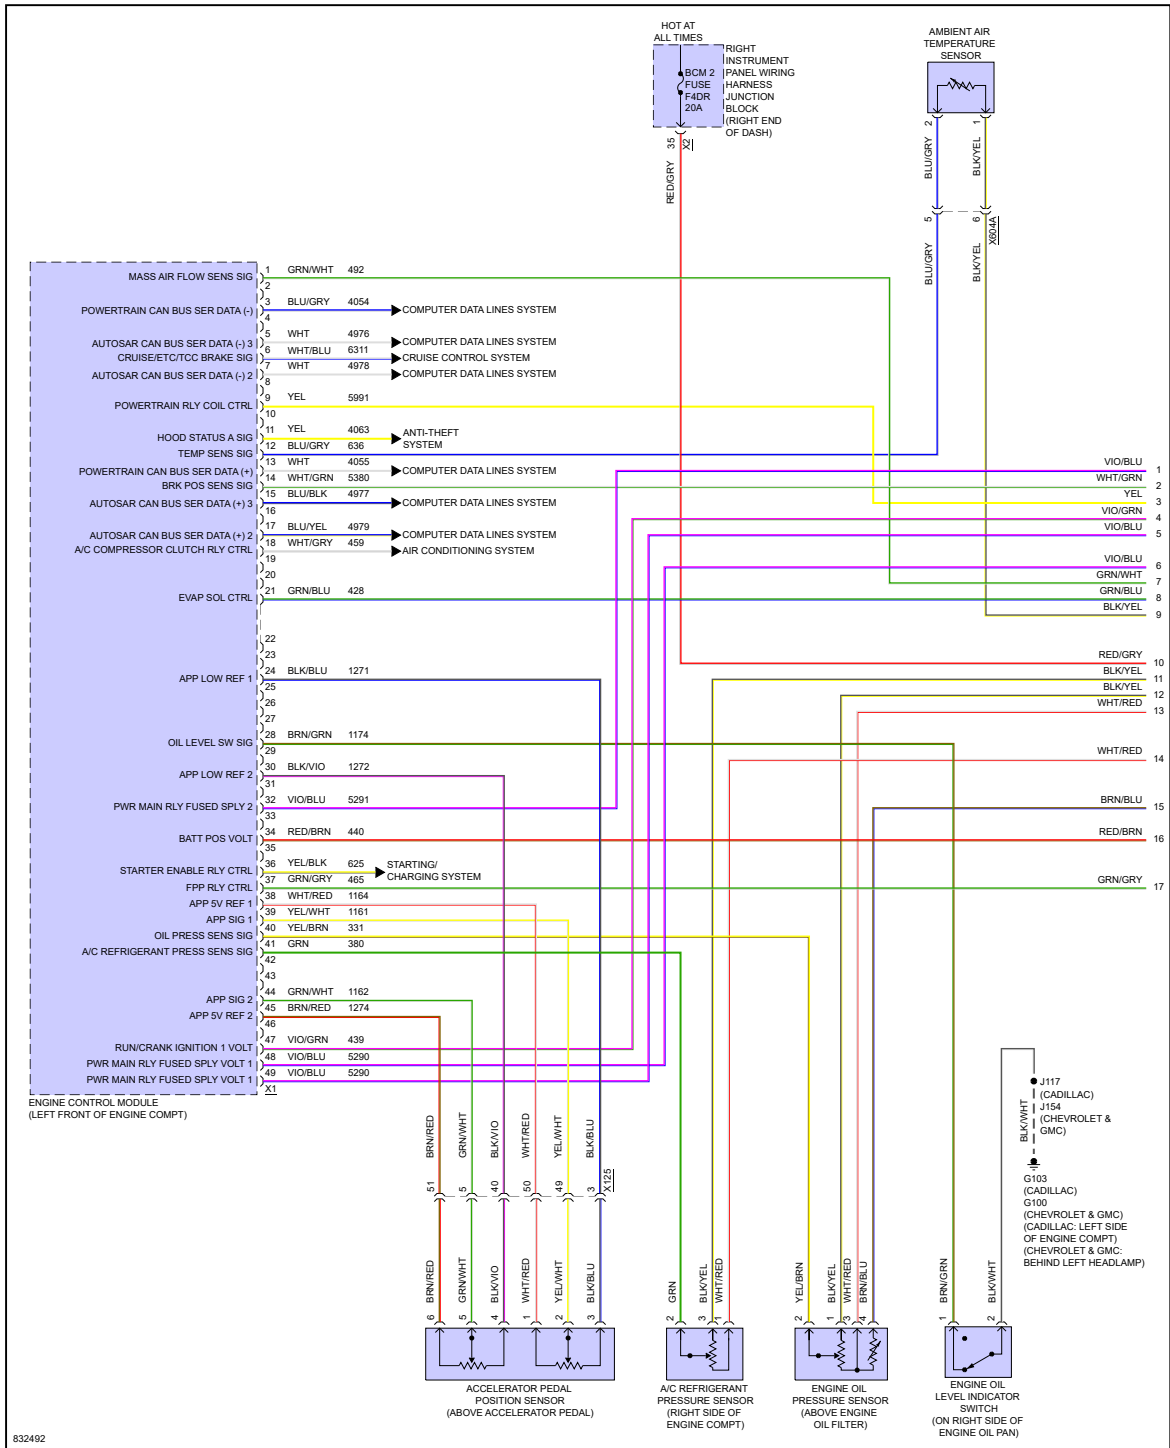 HOT AT
ALL TIMES
BCM 2
FUSE
F4DR
20A
RIGHT
INSTRUMENT
PANEL WIRING
HARNESS
JUNCTION
BLOCK
(RIGHT END
OF DASH)
35
X2
RED/GRY
AMBIENT AIR
TEMPERATURE
SENSOR
2
1
BLU/GRY
BLK/YEL
5
6
X604A
BLU/GRY
BLK/YEL
MASS AIR FLOW SENS SIG 1 GRN/WHT 492
2
POWERTRAIN CAN BUS SER DATA (-) 3 BLU/GRY 4054 COMPUTER DATA LINES SYSTEM
4
AUTOSAR CAN BUS SER DATA (-) 3 5 WHT 4976 COMPUTER DATA LINES SYSTEM
CRUISE/ETC/TCC BRAKE SIG 6 WHT/BLU 6311 CRUISE CONTROL SYSTEM
AUTOSAR CAN BUS SER DATA (-) 2 7 WHT 4978 COMPUTER DATA LINES SYSTEM
8
POWERTRAIN RLY COIL CTRL 9 YEL 5991
10
HOOD STATUS A SIG 11 YEL 4063 ANTI-THEFT
SYSTEM
TEMP SENS SIG 12 BLU/GRY 636
POWERTRAIN CAN BUS SER DATA (+) 13 WHT 4055 COMPUTER DATA LINES SYSTEM
BRK POS SENS SIG 14 WHT/GRN 5380
AUTOSAR CAN BUS SER DATA (+) 3 15 BLU/BLK 4977 COMPUTER DATA LINES SYSTEM
16
AUTOSAR CAN BUS SER DATA (+) 2 17 BLU/YEL 4979 COMPUTER DATA LINES SYSTEM
A/C COMPRESSOR CLUTCH RLY CTRL 18 WHT/GRY 459 AIR CONDITIONING SYSTEM
19
20
EVAP SOL CTRL 21 GRN/BLU 428
22
23
APP LOW REF 1 24 BLK/BLU 1271
25
26
27
OIL LEVEL SW SIG 28 BRN/GRN 1174
29
APP LOW REF 2 30 BLK/VIO 1272
31
PWR MAIN RLY FUSED SPLY 2 32 VIO/BLU 5291
33
BATT POS VOLT 34 RED/BRN 440
35
STARTER ENABLE RLY CTRL 36 YEL/BLK 625 STARTING/
CHARGING SYSTEM
FPP RLY CTRL 37 GRN/GRY 465
APP 5V REF 1 38 WHT/RED 1164
APP SIG 1 39 YEL/WHT 1161
OIL PRESS SENS SIG 40 YEL/BRN 331
A/C REFRIGERANT PRESS SENS SIG 41 GRN 380
42
43
APP SIG 2 44 GRN/WHT 1162
APP 5V REF 2 45 BRN/RED 1274
46
RUN/CRANK IGNITION 1 VOLT 47 VIO/GRN 439
PWR MAIN RLY FUSED SPLY VOLT 1 48 VIO/BLU 5290
PWR MAIN RLY FUSED SPLY VOLT 1 49 VIO/BLU 5290
X1
ENGINE CONTROL MODULE
(LEFT FRONT OF ENGINE COMPT)
VIO/BLU 1
WHT/GRN 2
YEL 3
VIO/GRN 4
VIO/BLU 5
VIO/BLU 6
GRN/WHT 7
GRN/BLU 8
BLK/YEL 9
RED/GRY 10
BLK/YEL 11
BLK/YEL 12
WHT/RED 13
WHT/RED 14
BRN/BLU 15
RED/BRN 16
GRN/GRY 17
BRN/RED
GRN/WHT
BLK/VIO
WHT/RED
YEL/WHT
BLK/BLU
51
5
40
50
49
3
X125
BRN/RED
GRN/WHT
BLK/VIO
WHT/RED
YEL/WHT
BLK/BLU
6
5
4
1
2
3
ACCELERATOR PEDAL
POSITION SENSOR
(ABOVE ACCELERATOR PEDAL)
GRN
BLK/YEL
WHT/RED
2
3
1
A/C REFRIGERANT
PRESSURE SENSOR
(RIGHT SIDE OF
ENGINE COMPT)
YEL/BRN
BLK/YEL
WHT/RED
BRN/BLU
2
1
3
4
ENGINE OIL
PRESSURE SENSOR
(ABOVE ENGINE
OIL FILTER)
BRN/GRN
BLK/WHT
1
2
ENGINE OIL
LEVEL INDICATOR
SWITCH
(ON RIGHT SIDE OF
ENGINE OIL PAN)
BLK/WHT
J117
(CADILLAC)
J154
(CHEVROLET &
GMC)
G103
(CADILLAC)
G100
(CHEVROLET & GMC)
(CADILLAC: LEFT SIDE
OF ENGINE COMPT)
(CHEVROLET & GMC:
BEHIND LEFT HEADLAMP)
832492